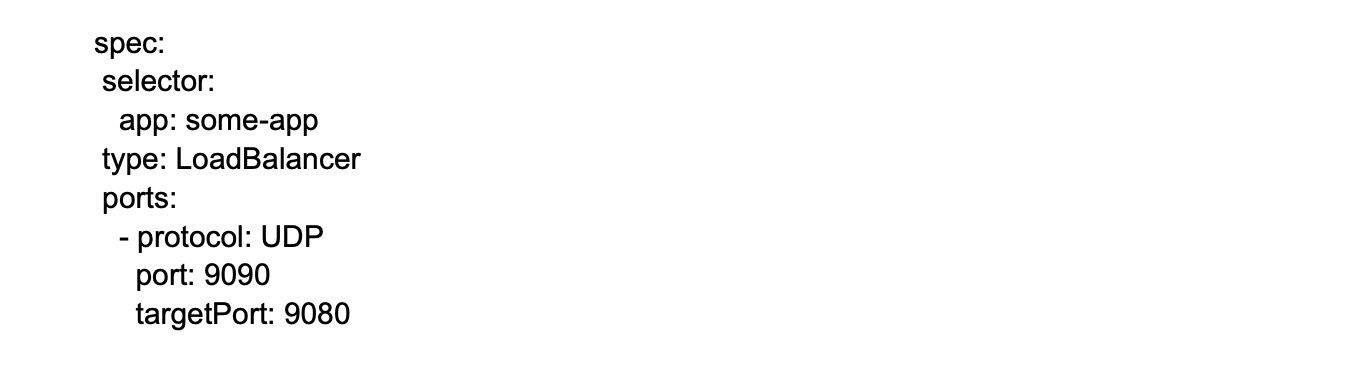 spec:
 selector:
   app: some-app
 type: LoadBalancer
 ports:
   - protocol: UDP
     port: 9090
     targetPort: 9080